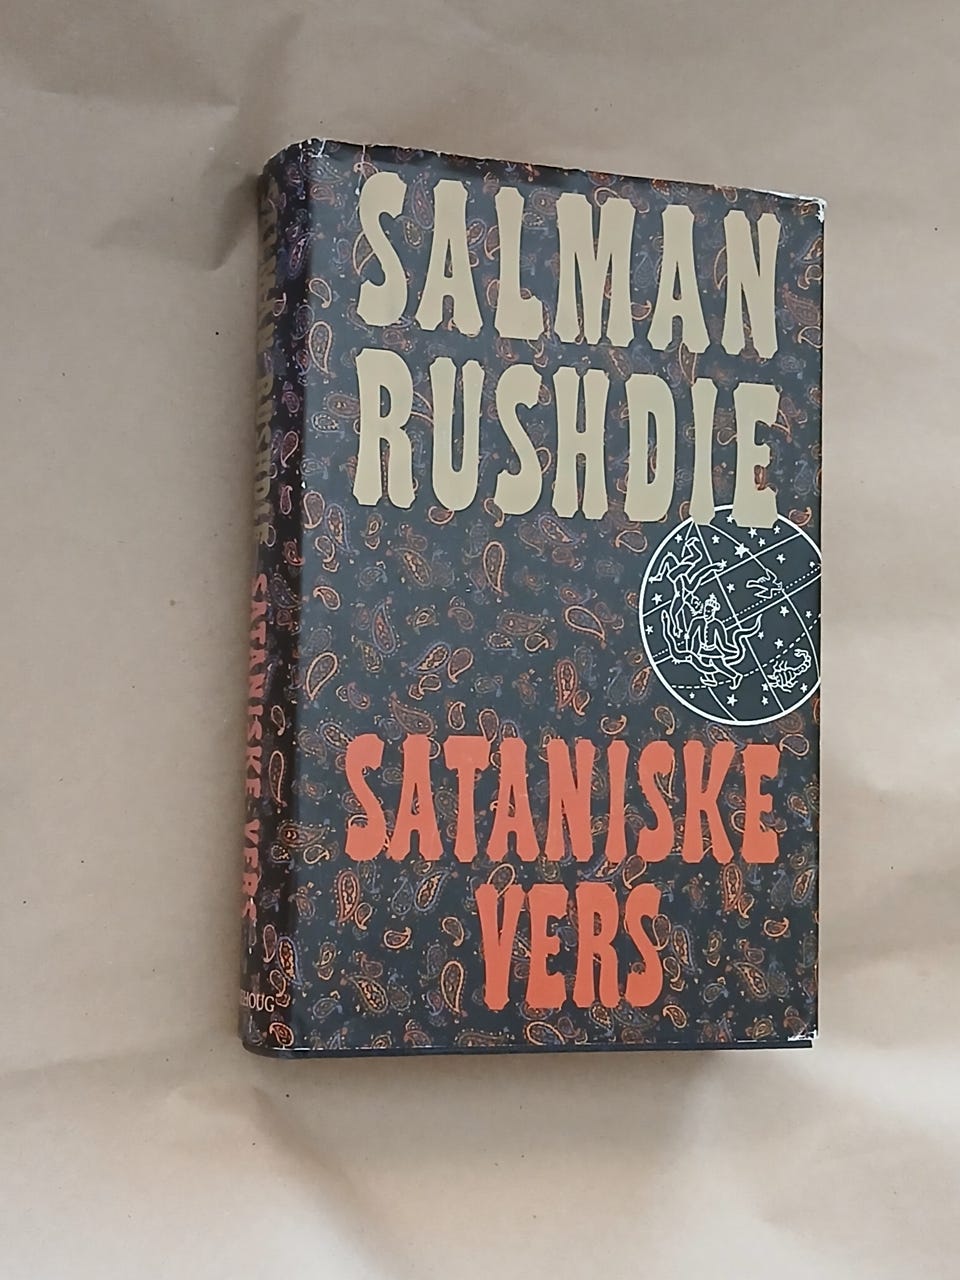 SALMAN
RUSHDIE
SATANISKE
VERS
SALMAN RUSHDIE SATANISKE VERS